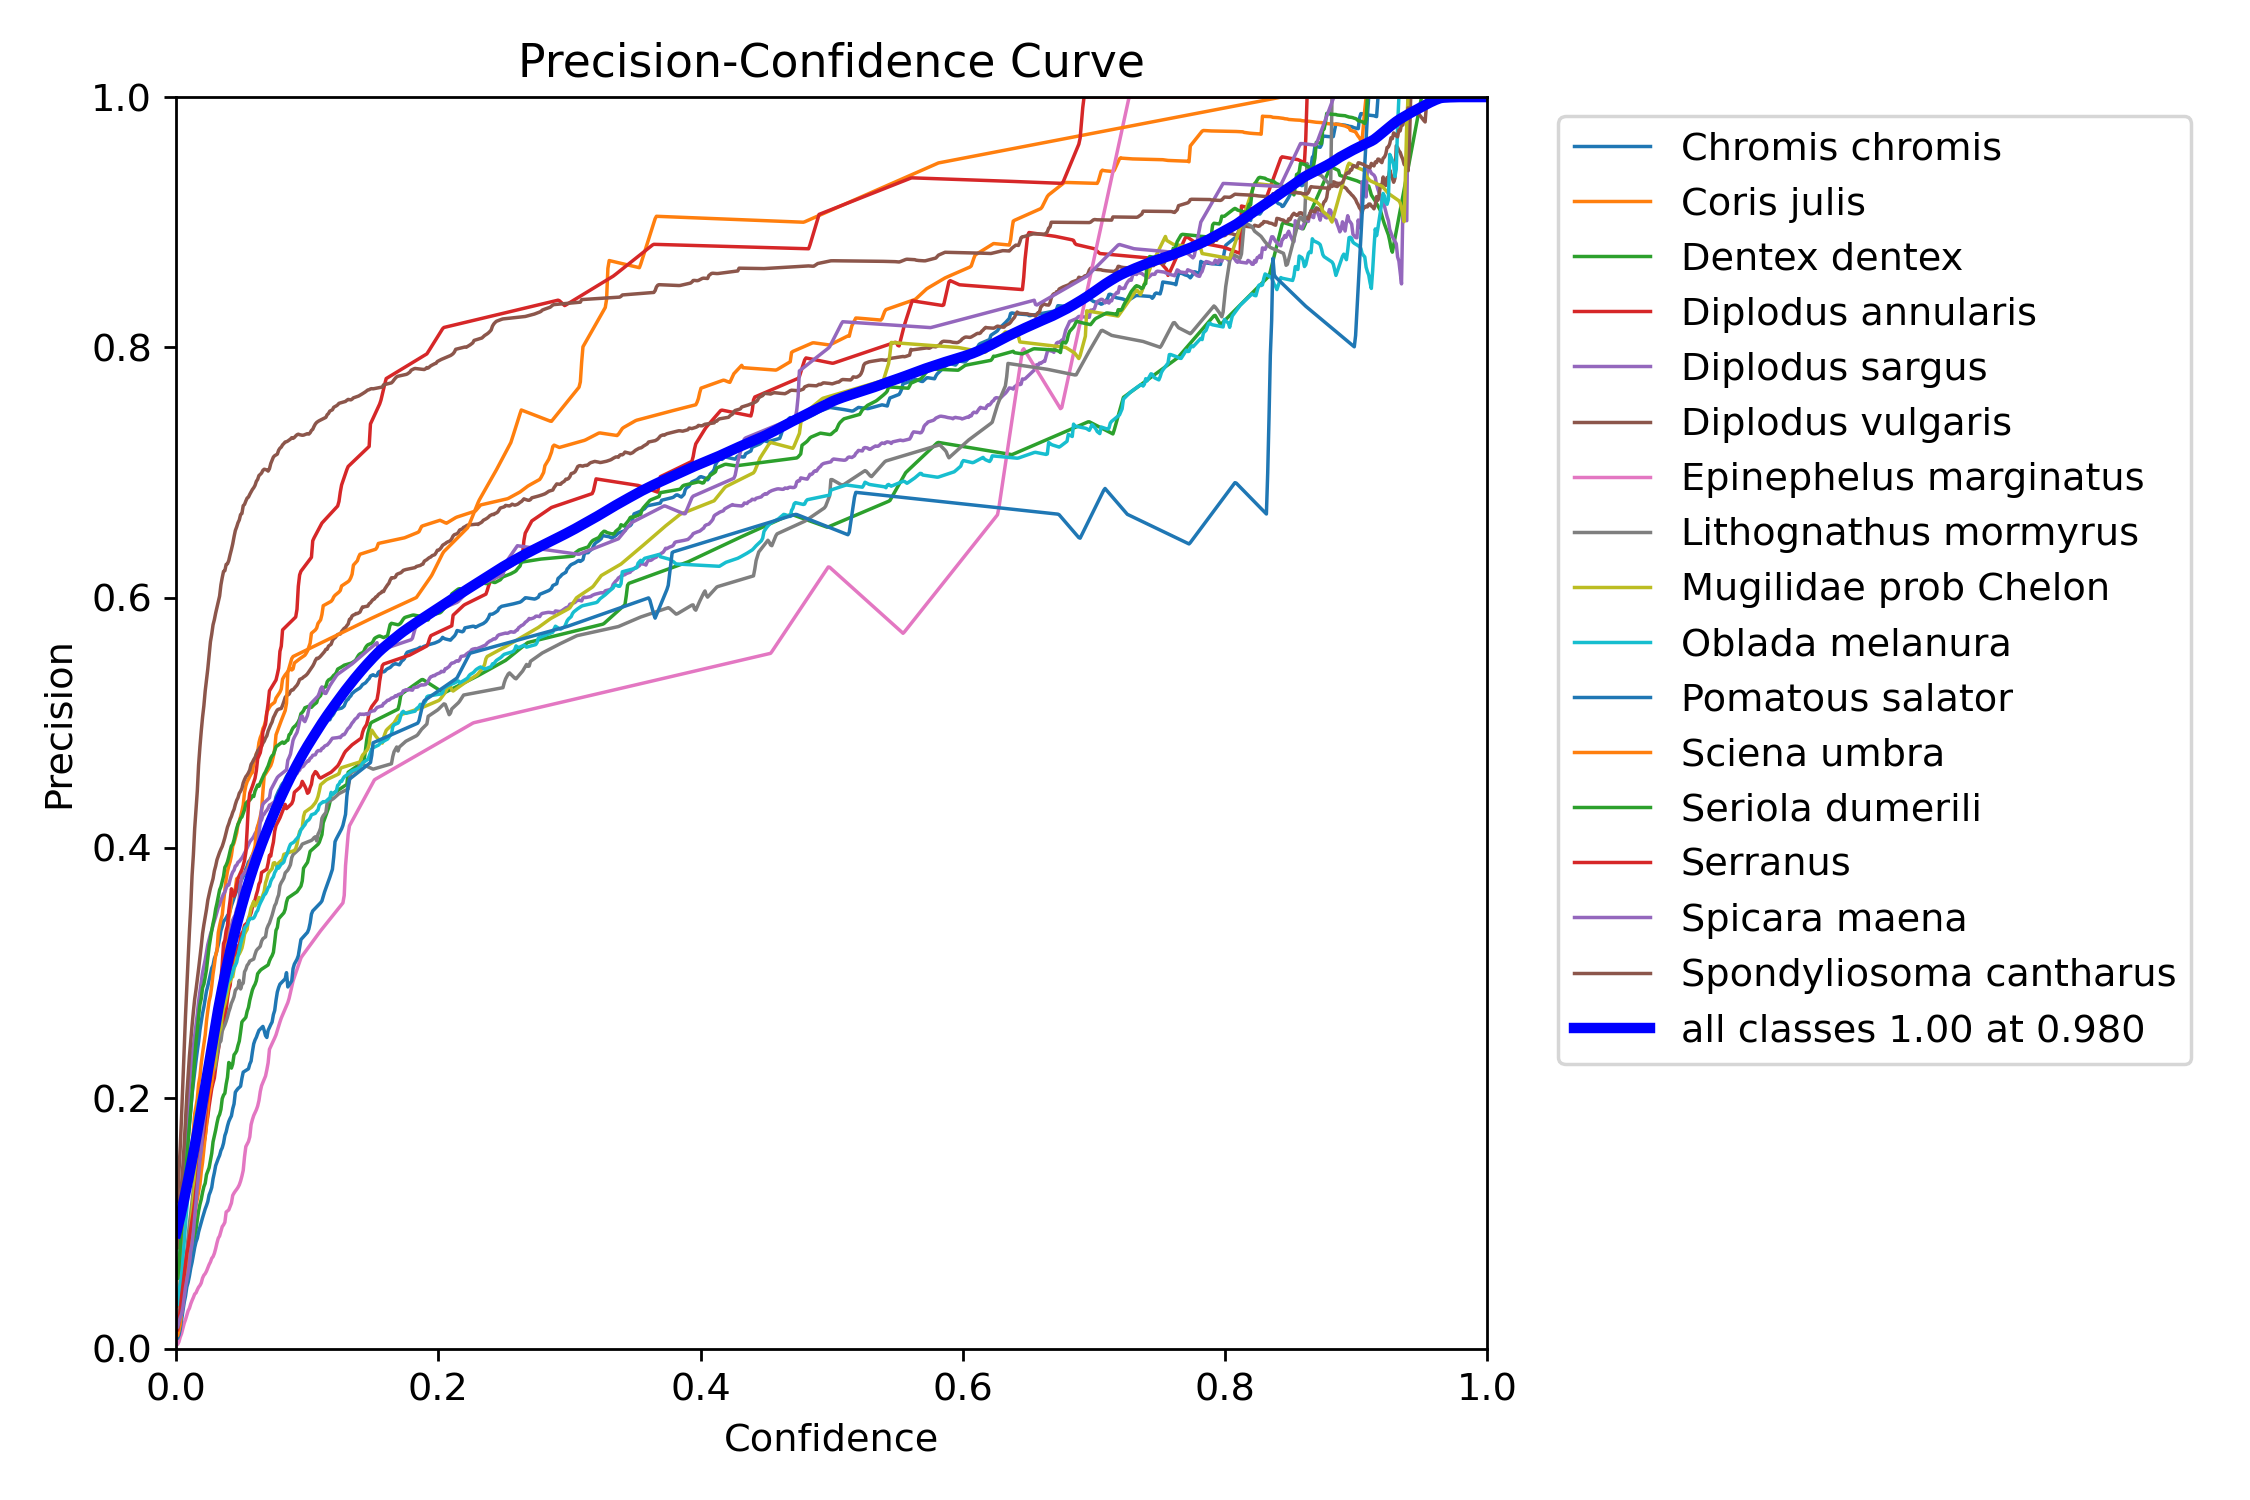 Precision-Confidence Curve
1.0
0.8
0.6
0.4
0.2
0.0
Precision
0.0 0.2 0.4 0.6 0.8 1.0
Confidence
Chromis chromis
Coris julis
Dentex dentex
Diplodus annularis
Diplodus sargus
Diplodus vulgaris
Epinephelus marginatus
Lithognathus mormyrus
Mugilidae prob Chelon
Oblada melanura
Pomatous salator
Sciena umbra
Seriola dumerili
Serranus
Spicara maena
Spondyliosoma cantharus
all classes 1.00 at 0.980